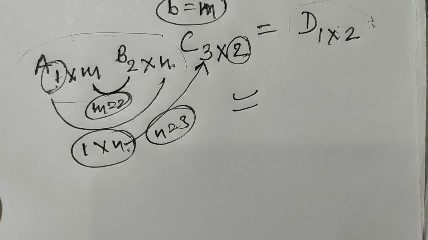 b = m
A1×m B2×n C3×2 = D1×2
m=2
1×n n=3
=